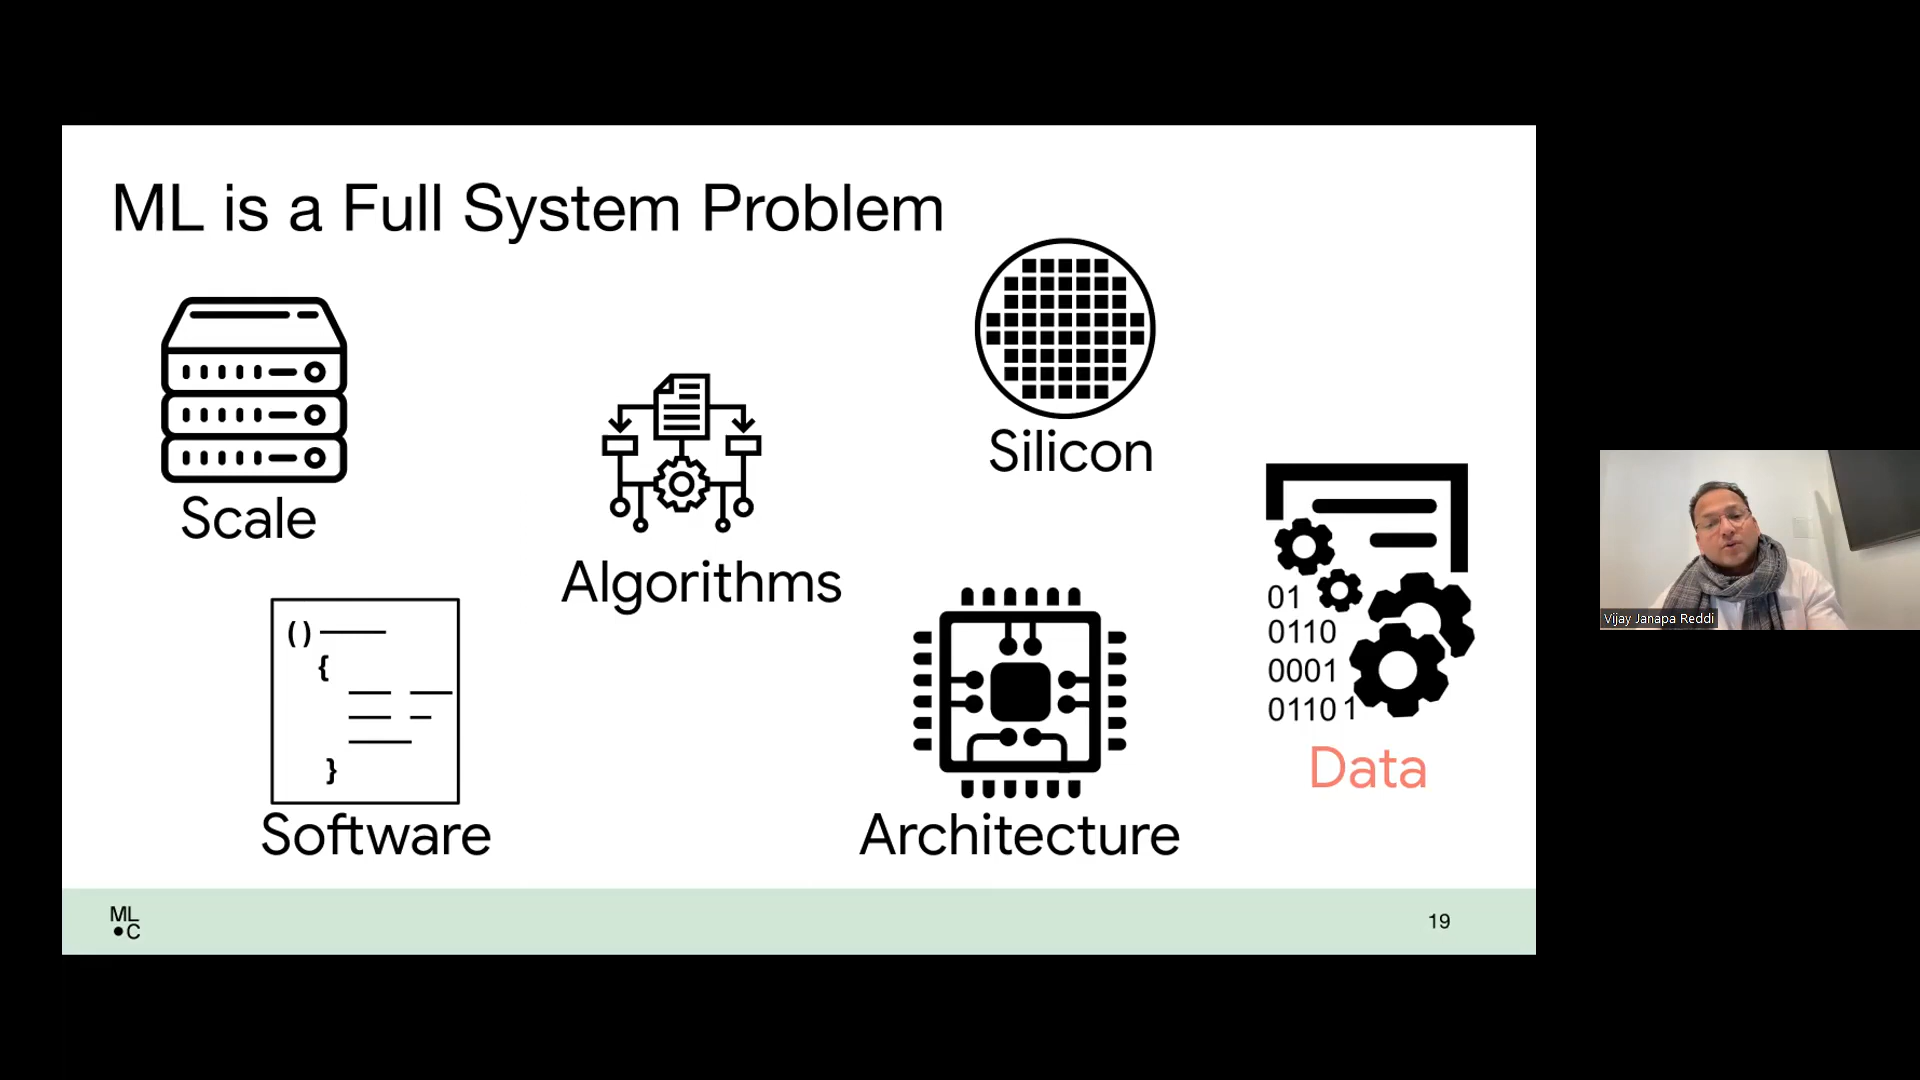 ML is a Full System Problem
Scale
Algorithms
Silicon
01
0110
0001
01101
Data
()
{
}
Software
Architecture
ML
C
19
Vijay Janapa Reddi